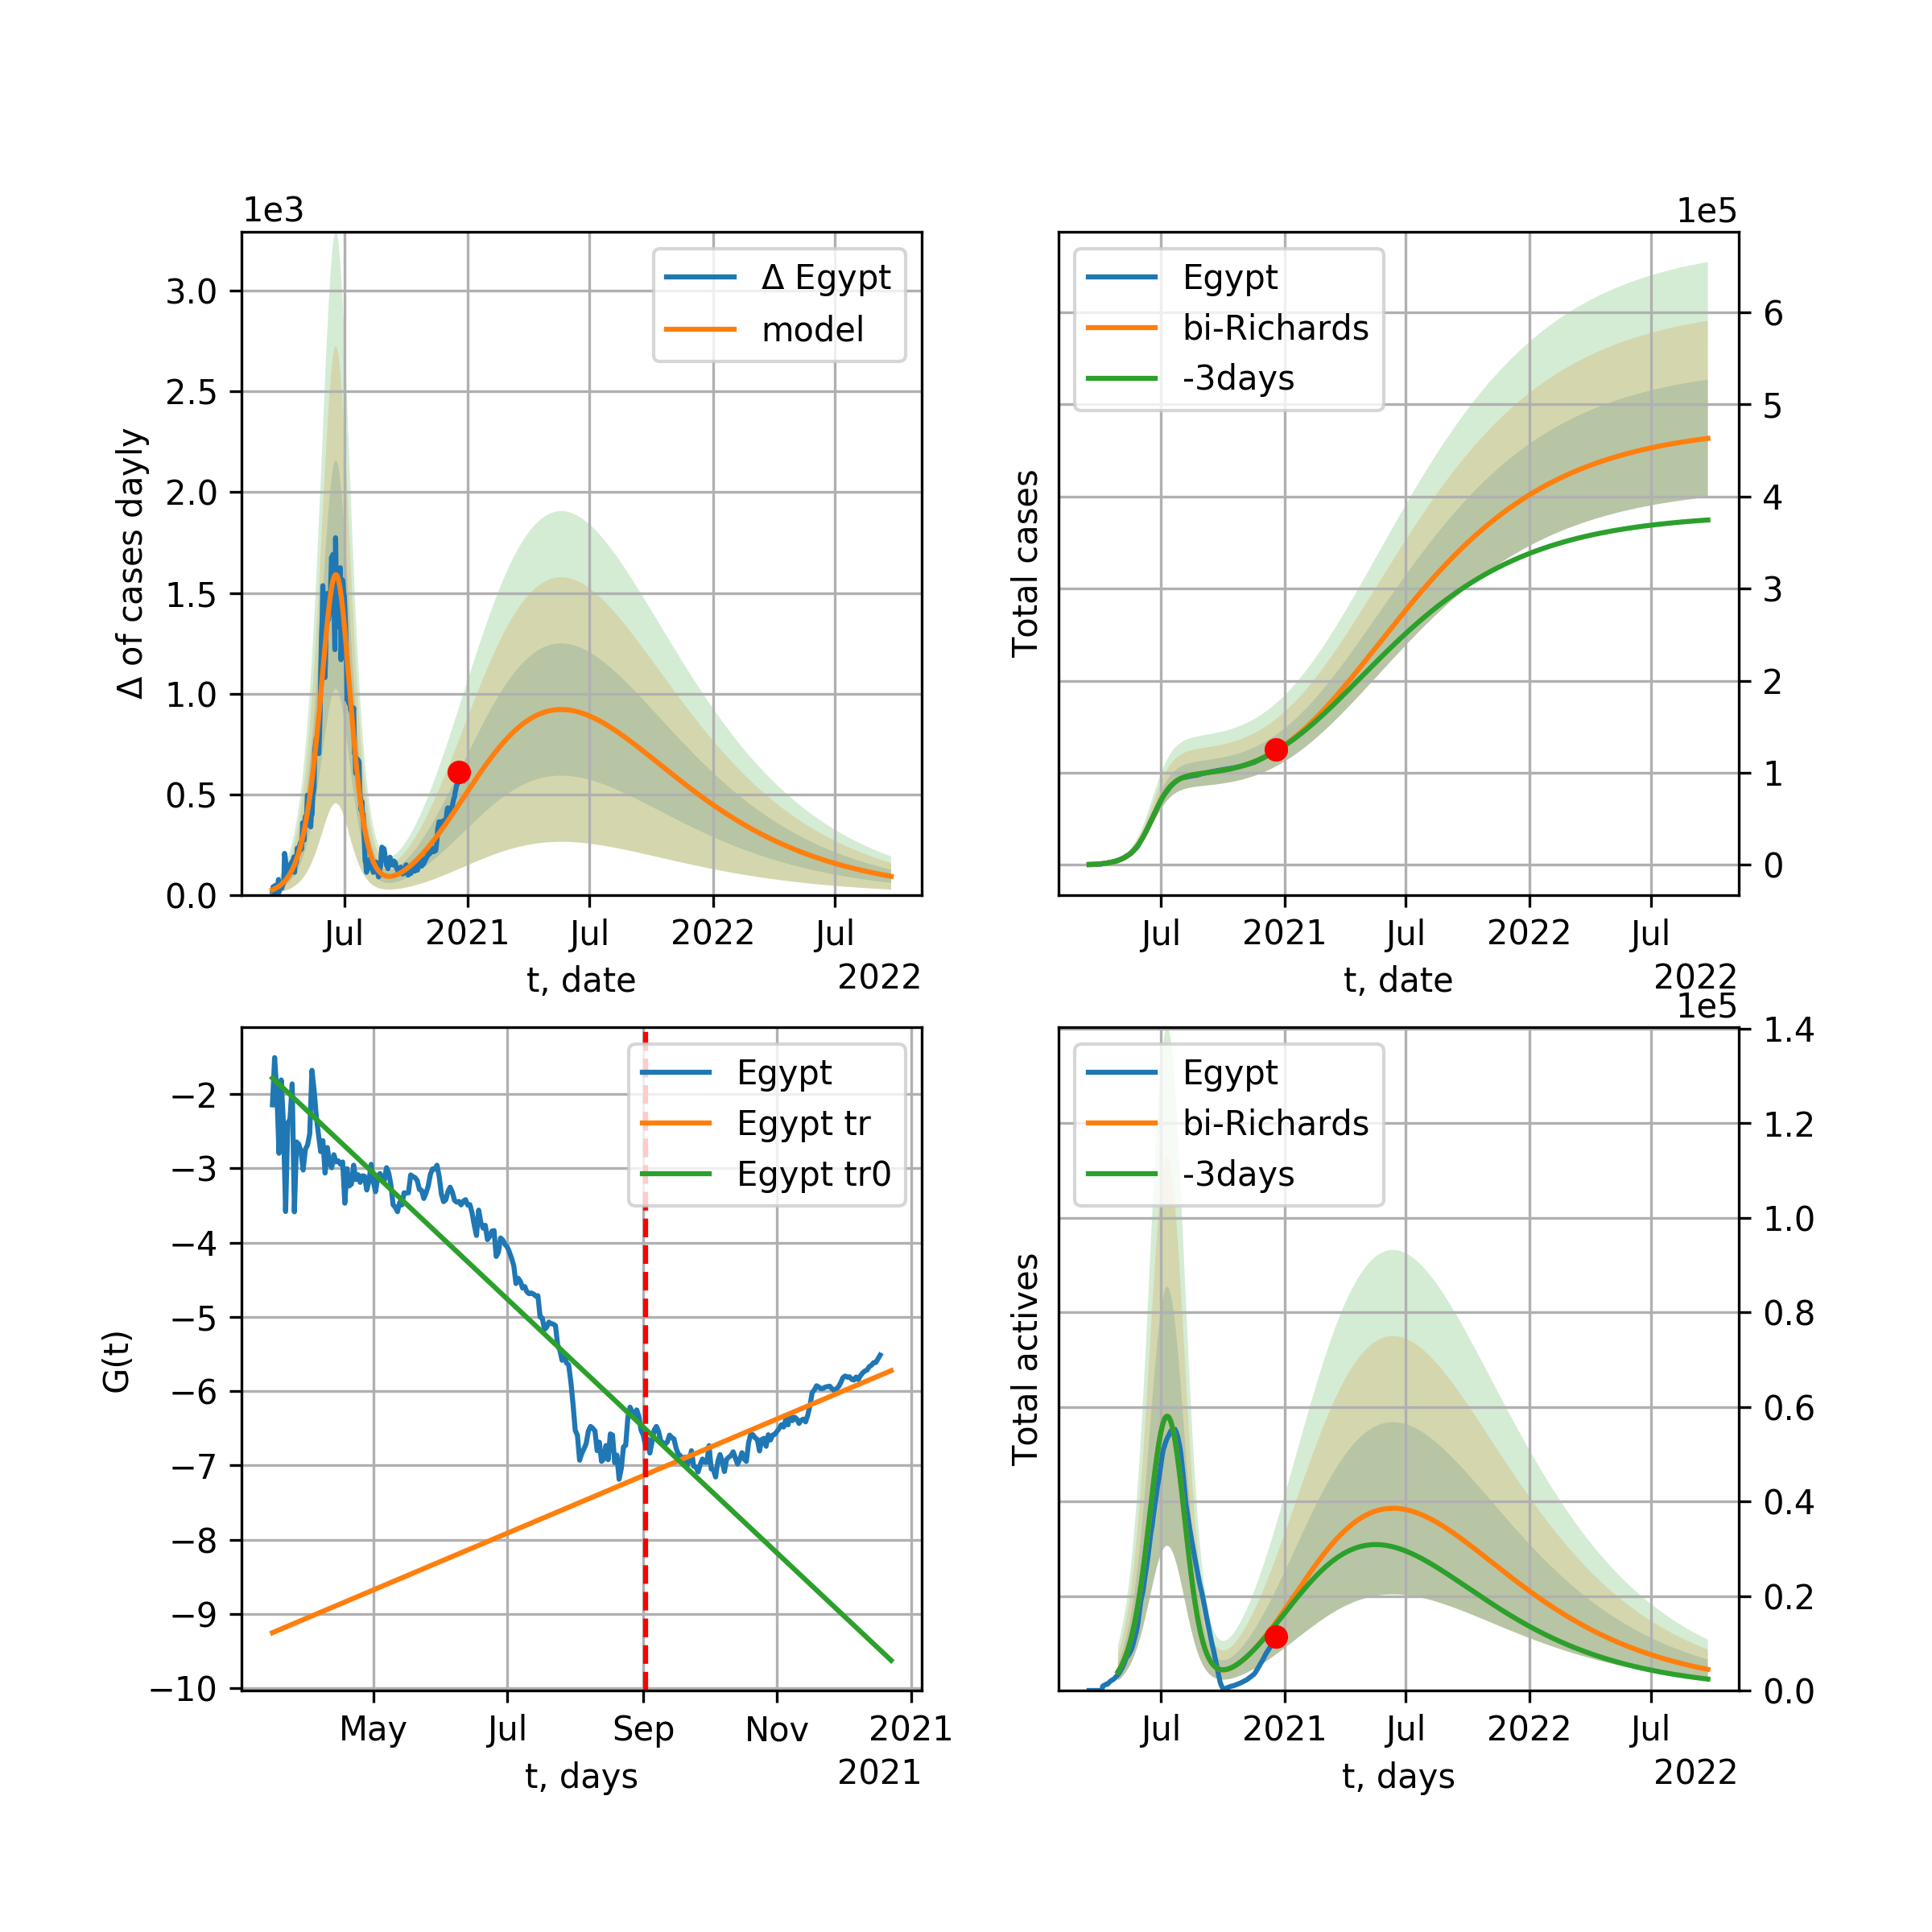 1e3
Δ of cases dayly
3.0
2.5
2.0
1.5
1.0
0.5
0.0
Δ Egypt
model
Jul
2021
Jul
2022
Jul
t, date
2022
1e5
Total cases
Egypt
bi-Richards
-3days
6
5
4
3
2
1
0
Jul
2021
Jul
2022
Jul
t, date
2022
G(t)
−2
−3
−4
−5
−6
−7
−8
−9
−10
Egypt
Egypt tr
Egypt tr0
May
Jul
Sep
Nov
2021
t, days
2021
1e5
Total actives
Egypt
bi-Richards
-3days
1.4
1.2
1.0
0.8
0.6
0.4
0.2
0.0
Jul
2021
Jul
2022
Jul
t, days
2022